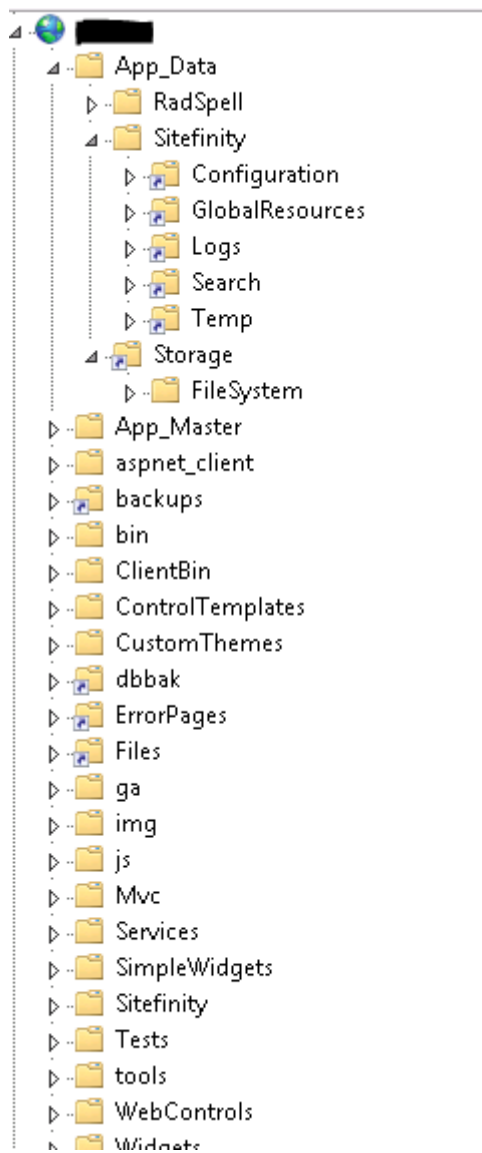 App_Data
RadSpell
Sitefinity
Configuration
GlobalResources
Logs
Search
Temp
Storage
FileSystem
App_Master
aspnet_client
backups
bin
ClientBin
ControlTemplates
CustomThemes
dbbak
ErrorPages
Files
ga
img
js
Mvc
Services
SimpleWidgets
Sitefinity
Tests
tools
WebControls
Widgets